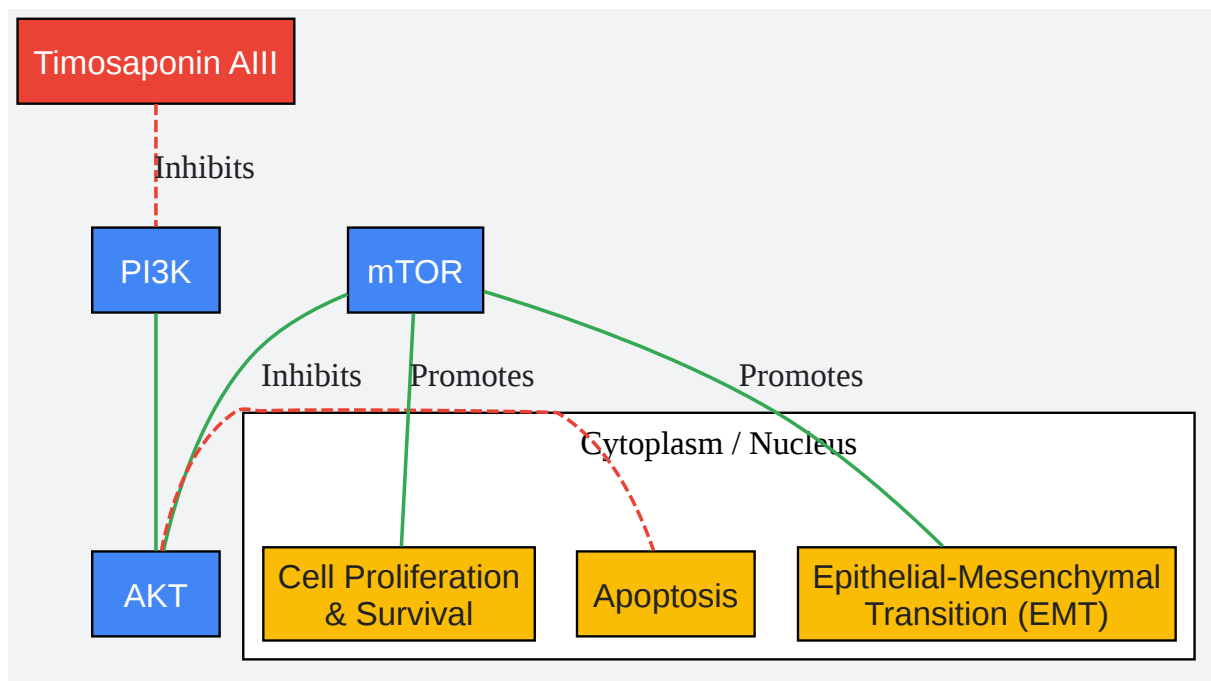 Timosaponin AIII
Inhibits
PI3K
mTOR
Inhibits
Promotes
Promotes
Cytoplasm / Nucleus
AKT
Cell Proliferation
& Survival
Apoptosis
Epithelial-Mesenchymal
Transition (EMT)